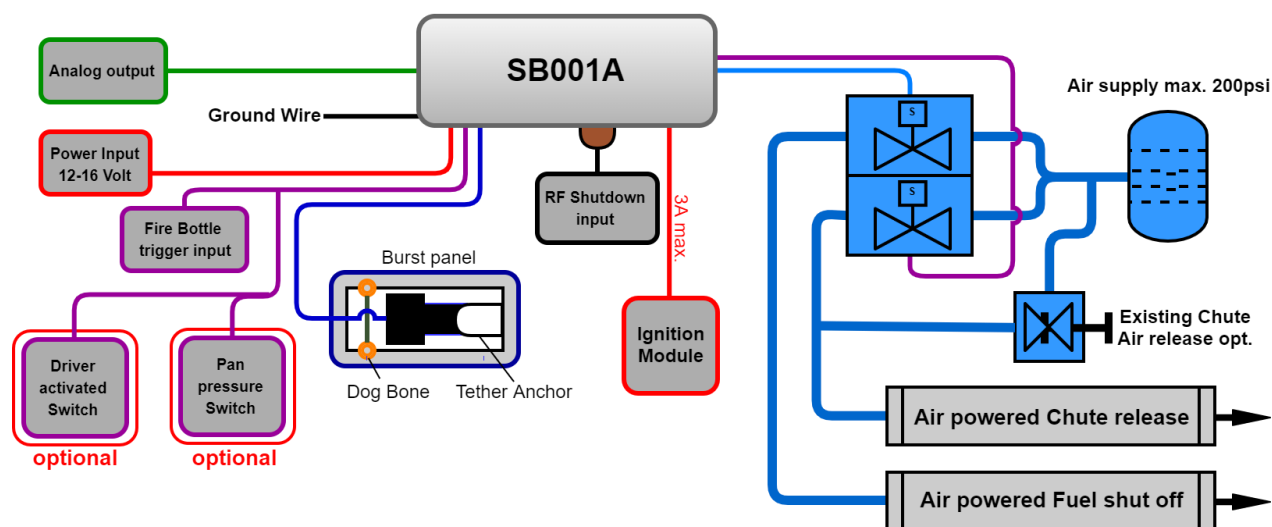 SB001A
Analog output
Ground Wire
Power Input
12-16 Volt
Fire Bottle
trigger input
RF Shutdown
input
3A max.
Air supply max. 200psi
S
S
Burst panel
Dog Bone
Tether Anchor
Ignition
Module
Existing Chute
Air release opt.
Driver
activated
Switch
optional
Pan
pressure
Switch
optional
Air powered Chute release
Air powered Fuel shut off